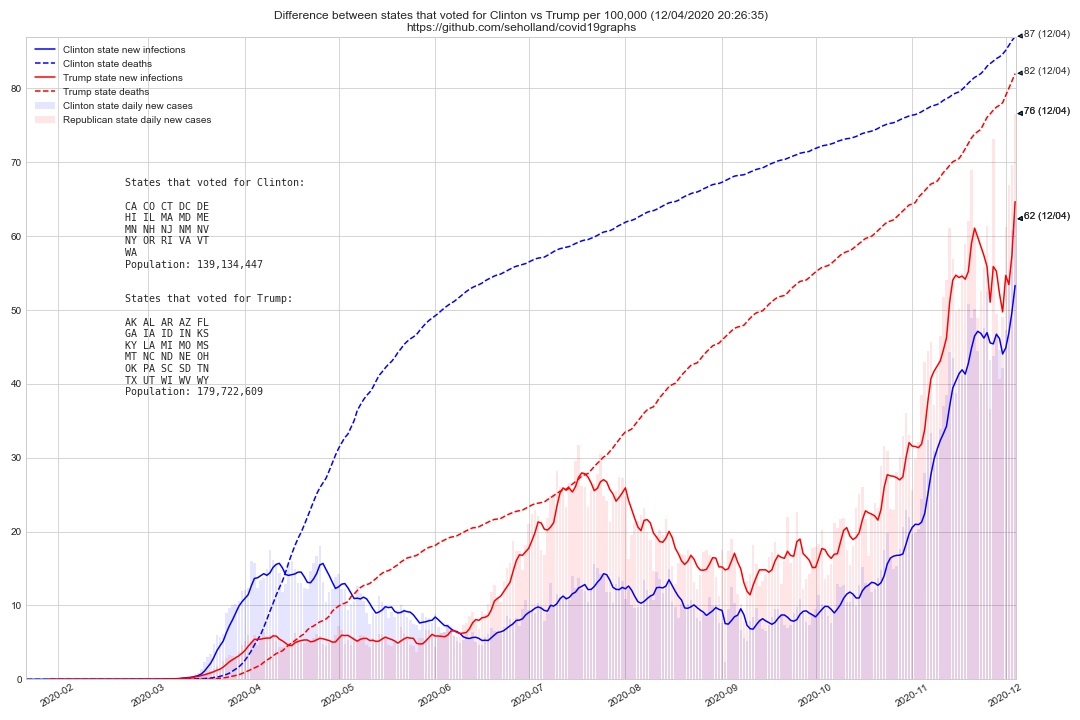 Difference between states that voted for Clinton vs Trump per 100,000 (12/04/2020 20:26:35)
https://github.com/seholland/covid19graphs
Clinton state new infections
Clinton state deaths
Trump state new infections
Trump state deaths
Clinton state daily new cases
Republican state daily new cases
States that voted for Clinton:
CA CO CT DC DE
HI IL MA MD ME
MN NH NJ NM NV
NY OR RI VA VT
WA
Population: 139,134,447
States that voted for Trump:
AK AL AR AZ FL
GA IA ID IN KS
KY LA MI MO MS
MT NC ND NE OH
OK PA SC SD TN
TX UT WI WV WY
Population: 179,722,609
87 (12/04)
82 (12/04)
76 (12/04)
62 (12/04)
80
70
60
50
40
30
20
10
0
2020-02
2020-03
2020-04
2020-05
2020-06
2020-07
2020-08
2020-09
2020-10
2020-11
2020-12